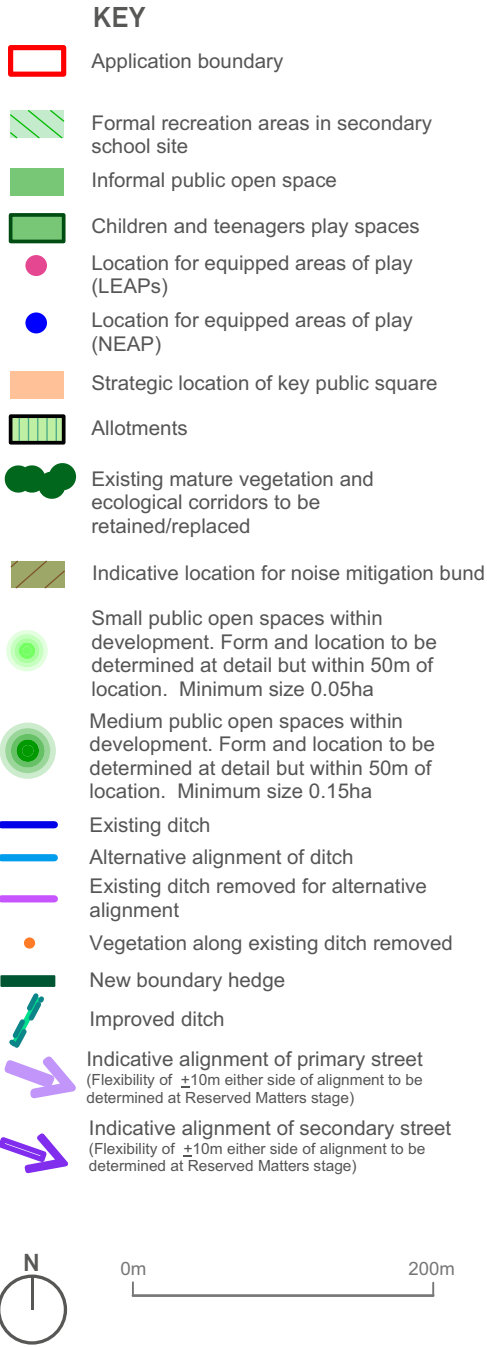 KEY
Application boundary
Formal recreation areas in secondary
school site
Informal public open space
Children and teenagers play spaces
Location for equipped areas of play
(LEAPs)
Location for equipped areas of play
(NEAP)
Strategic location of key public square
Allotments
Existing mature vegetation and
ecological corridors to be
retained/replaced
Indicative location for noise mitigation bund
Small public open spaces within
development. Form and location to be
determined at detail but within 50m of
location.  Minimum size 0.05ha
Medium public open spaces within
development. Form and location to be
determined at detail but within 50m of
location.  Minimum size 0.15ha
Existing ditch
Alternative alignment of ditch
Existing ditch removed for alternative
alignment
Vegetation along existing ditch removed
New boundary hedge
Improved ditch
Indicative alignment of primary street
(Flexibility of ±10m either side of alignment to be
determined at Reserved Matters stage)
Indicative alignment of secondary street
(Flexibility of ±10m either side of alignment to be
determined at Reserved Matters stage)
N
0m 200m